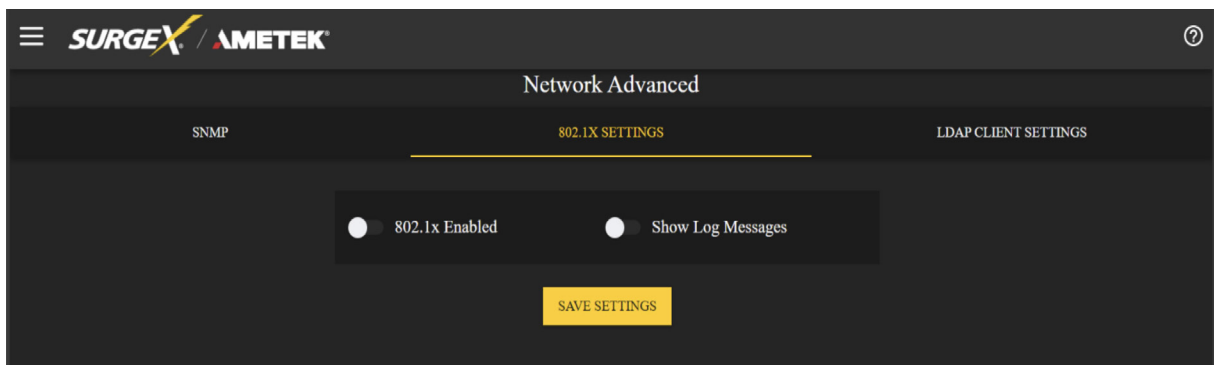 SURGEX / AMETEK
Network Advanced
SNMP 802.1X SETTINGS LDAP CLIENT SETTINGS
802.1x Enabled Show Log Messages
SAVE SETTINGS